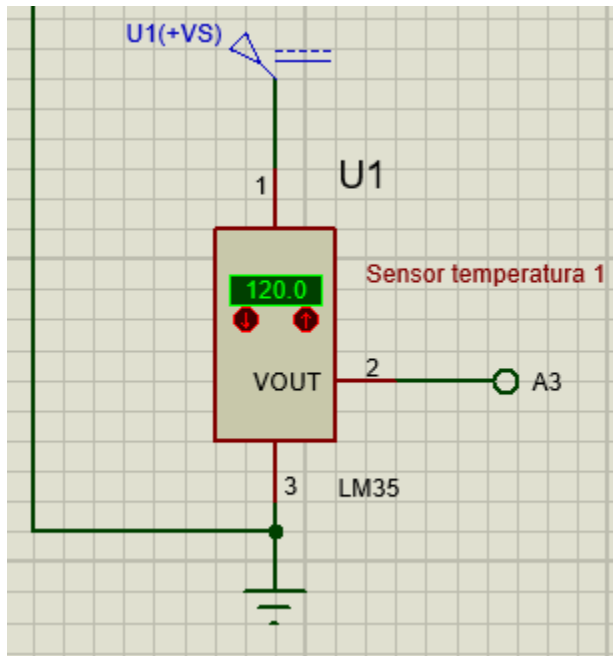 U1(+VS)
1
U1
Sensor temperatura 1
120.0
VOUT
2
A3
3
LM35